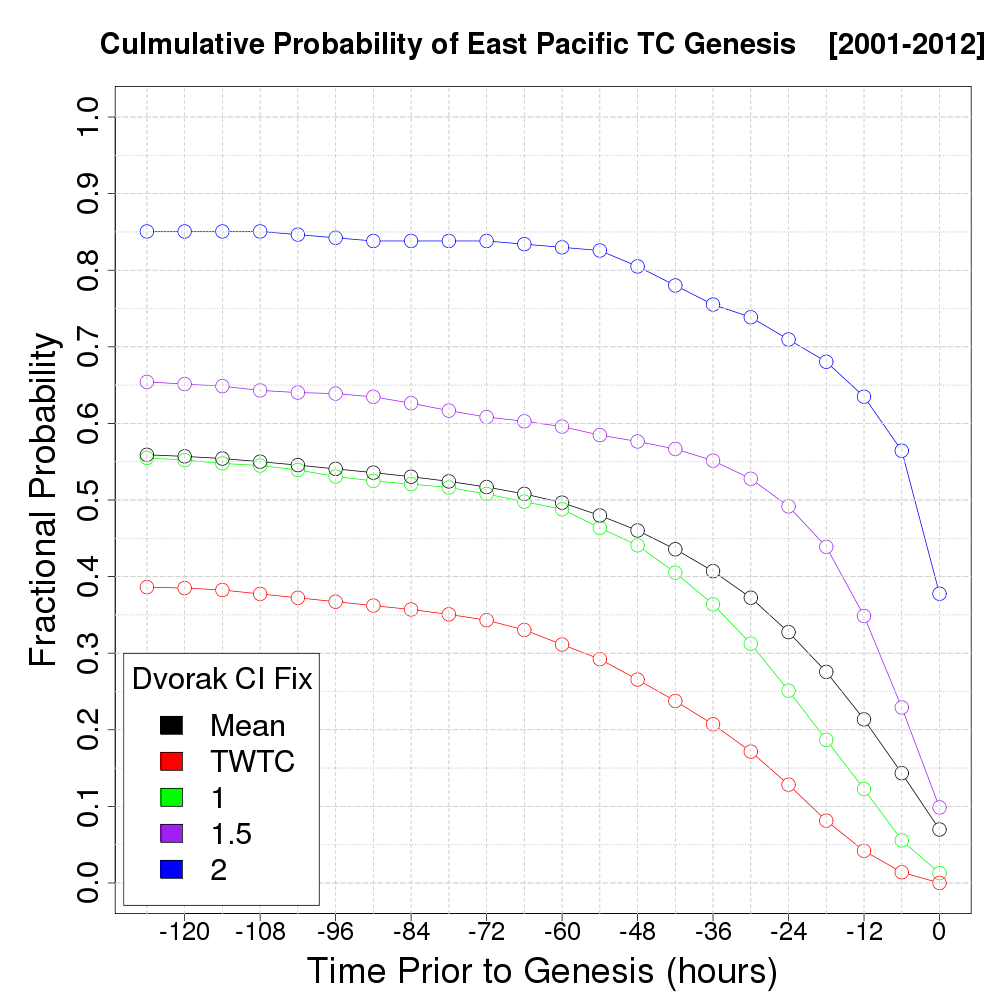 Culmulative Probability of East Pacific TC Genesis [2001-2012]
Fractional Probability
1.0
0.9
0.8
0.7
0.6
0.5
0.4
0.3
0.2
0.1
0.0
Dvorak CI Fix
Mean
TWTC
1
1.5
2
-120 -108 -96 -84 -72 -60 -48 -36 -24 -12 0
Time Prior to Genesis (hours)